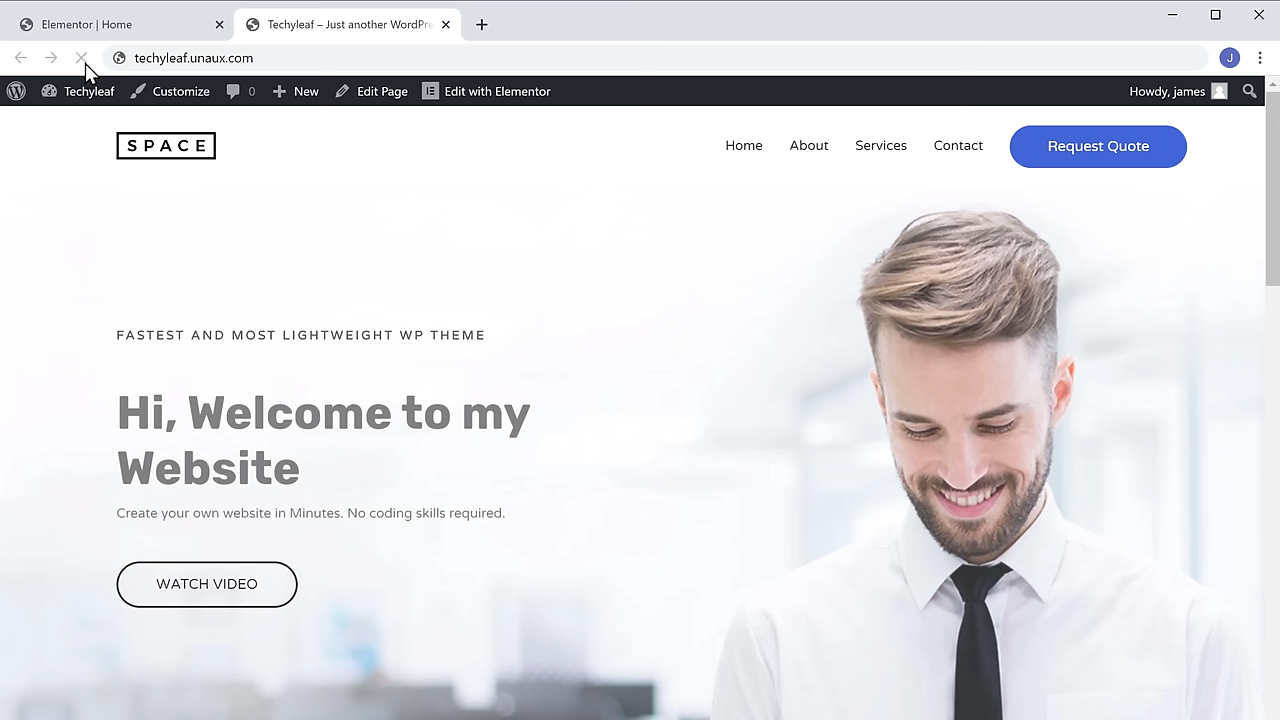 Elementor | Home
Techyleaf – Just another WordPre
techyleaf.unaux.com
J
Techyleaf Customize 0 New Edit Page Edit with Elementor Howdy, james
SPACE
Home About Services Contact Request Quote
FASTEST AND MOST LIGHTWEIGHT WP THEME
Hi, Welcome to my
Website
Create your own website in Minutes. No coding skills required.
WATCH VIDEO